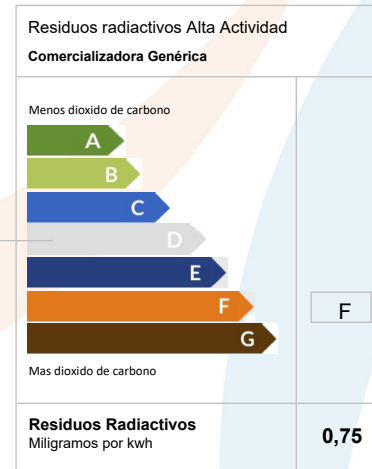 Residuos radiactivos Alta Actividad
Comercializadora Genérica
Menos dioxido de carbono
A
B
C
D
E
F
F
G
Mas dioxido de carbono
Residuos Radiactivos
Miligramos por kwh
0,75